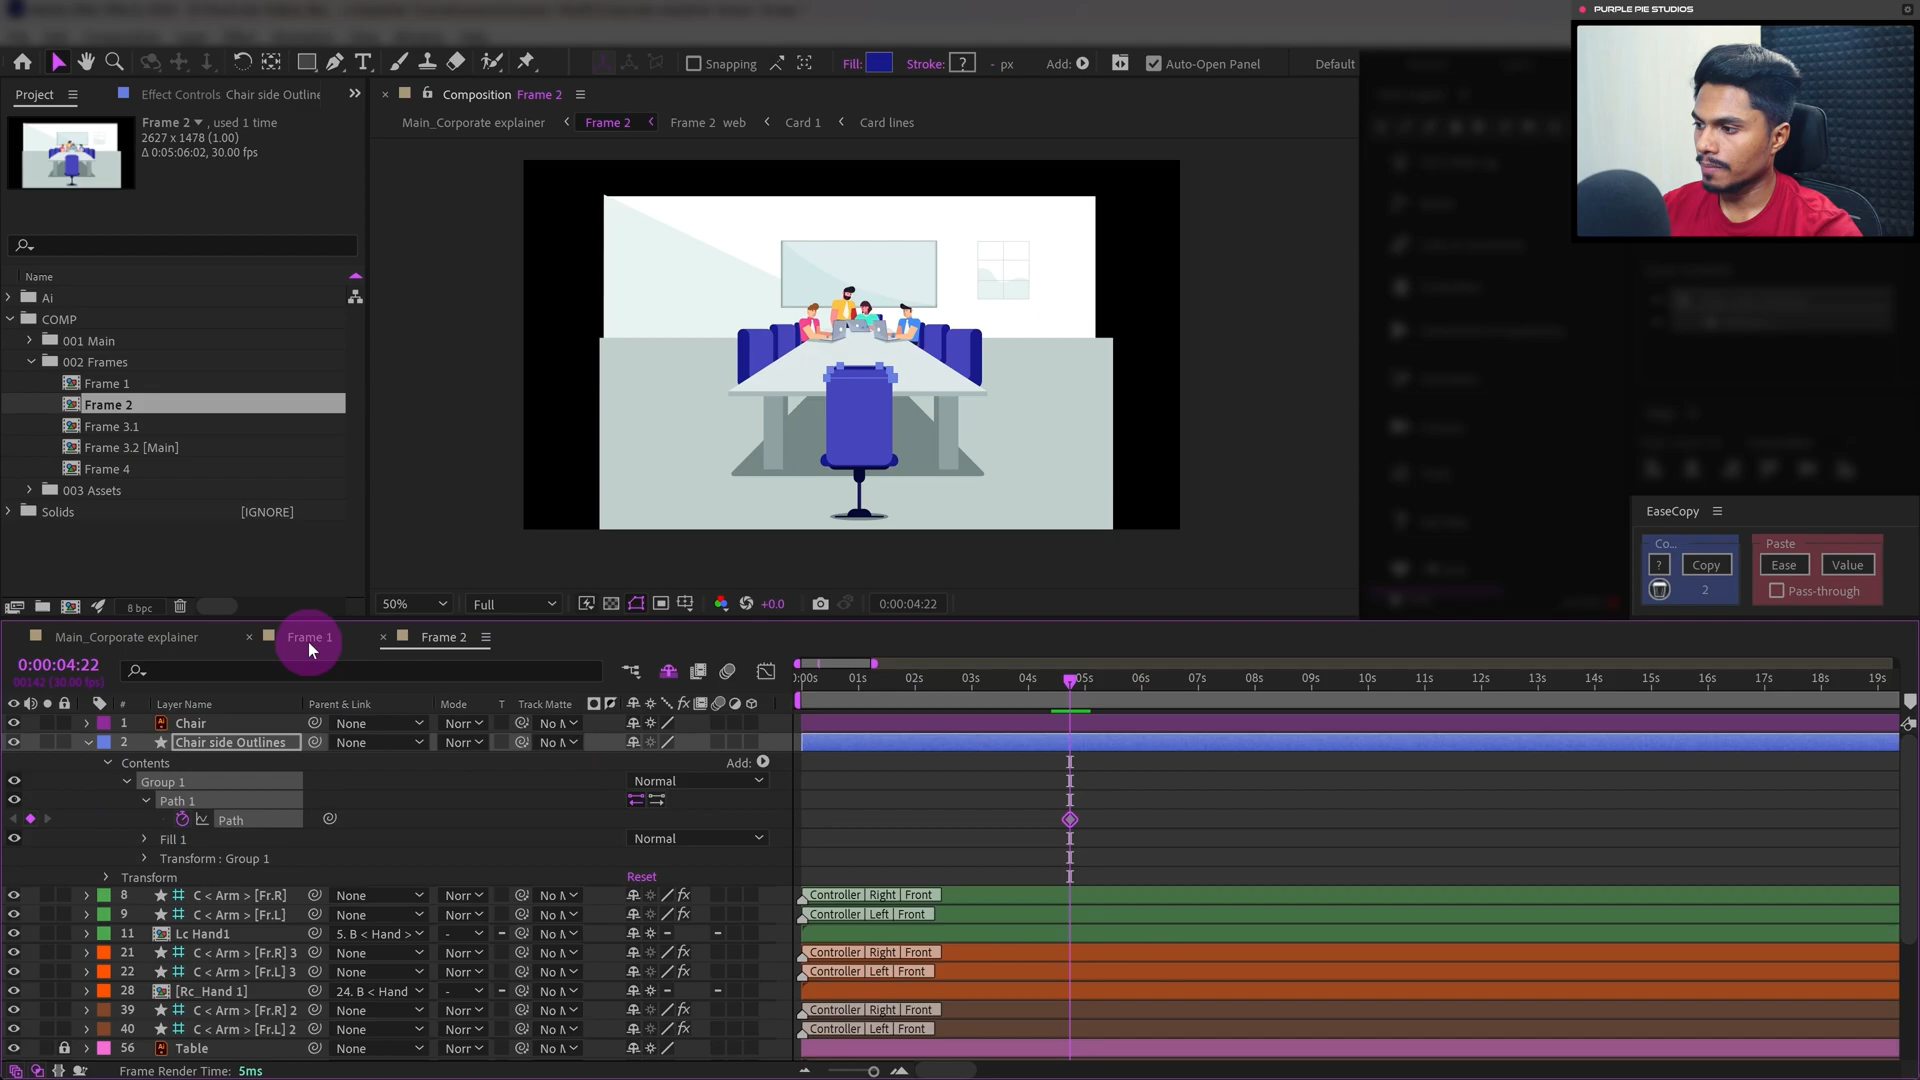 PURPLE PIE STUDIOS
Snapping
Fill:
Stroke:
?
- px
Add:
Auto-Open Panel
Default
Project
Effect Controls Chair side Outline
Composition Frame 2
Frame 2 , used 1 time
2627 x 1478 (1.00)
Δ 0:05:06:02, 30.00 fps
Main_Corporate explainer
Frame 2
Frame 2 web
Card 1
Card lines
Name
Ai
COMP
001 Main
002 Frames
Frame 1
Frame 2
Frame 3.1
Frame 3.2 [Main]
Frame 4
003 Assets
Solids
[IGNORE]
8 bpc
50%
Full
+0.0
0:00:04:22
EaseCopy
Co...
Paste
?
Copy
Ease
Value
2
Pass-through
Main_Corporate explainer
Frame 1
Frame 2
0:00:04:22
00142 (30.00 fps)
:00s 01s 02s 03s 04s 05s 06s 07s 08s 09s 10s 11s 12s 13s 14s 15s 16s 17s 18s 19s
# Layer Name Parent & Link Mode T Track Matte
1 Chair None Norr No M
2 Chair side Outlines None Norr No M
Contents Add:
Group 1 Normal
Path 1
Path
Fill 1 Normal
Transform : Group 1
Transform Reset
8 C < Arm > [Fr.R] None Norr No M fx Controller | Right | Front
9 C < Arm > [Fr.L] None Norr No M fx Controller | Left | Front
11 Lc Hand1 5. B < Hand > - No M
21 C < Arm > [Fr.R] 3 None Norr No M fx Controller | Right | Front
22 C < Arm > [Fr.L] 3 None Norr No M fx Controller | Left | Front
28 [Rc_Hand 1] 24. B < Hand - No M
39 C < Arm > [Fr.R] 2 None Norr No M fx Controller | Right | Front
40 C < Arm > [Fr.L] 2 None Norr No M fx Controller | Left | Front
56 Table None Norr No M
Frame Render Time: 5ms